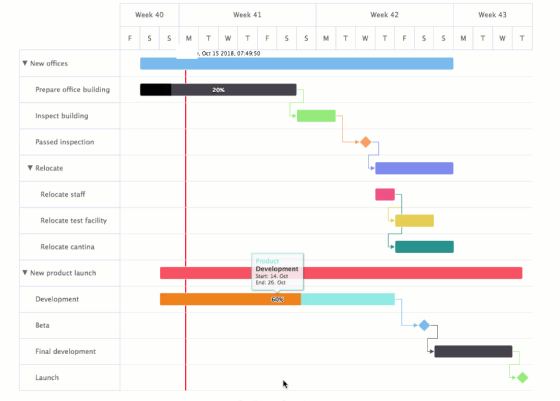 Week 40 Week 41 Week 42 Week 43
F S S M T W T F S S M T W T F S S M T W T
, Oct 15 2018, 07:49:50
▼ New offices
Prepare office building 20%
Inspect building
Passed inspection
▼ Relocate
Relocate staff
Relocate test facility
Relocate cantina
▼ New product launch
Product
Development
Start: 14. Oct
End: 26. Oct
Development 60%
Beta
Final development
Launch